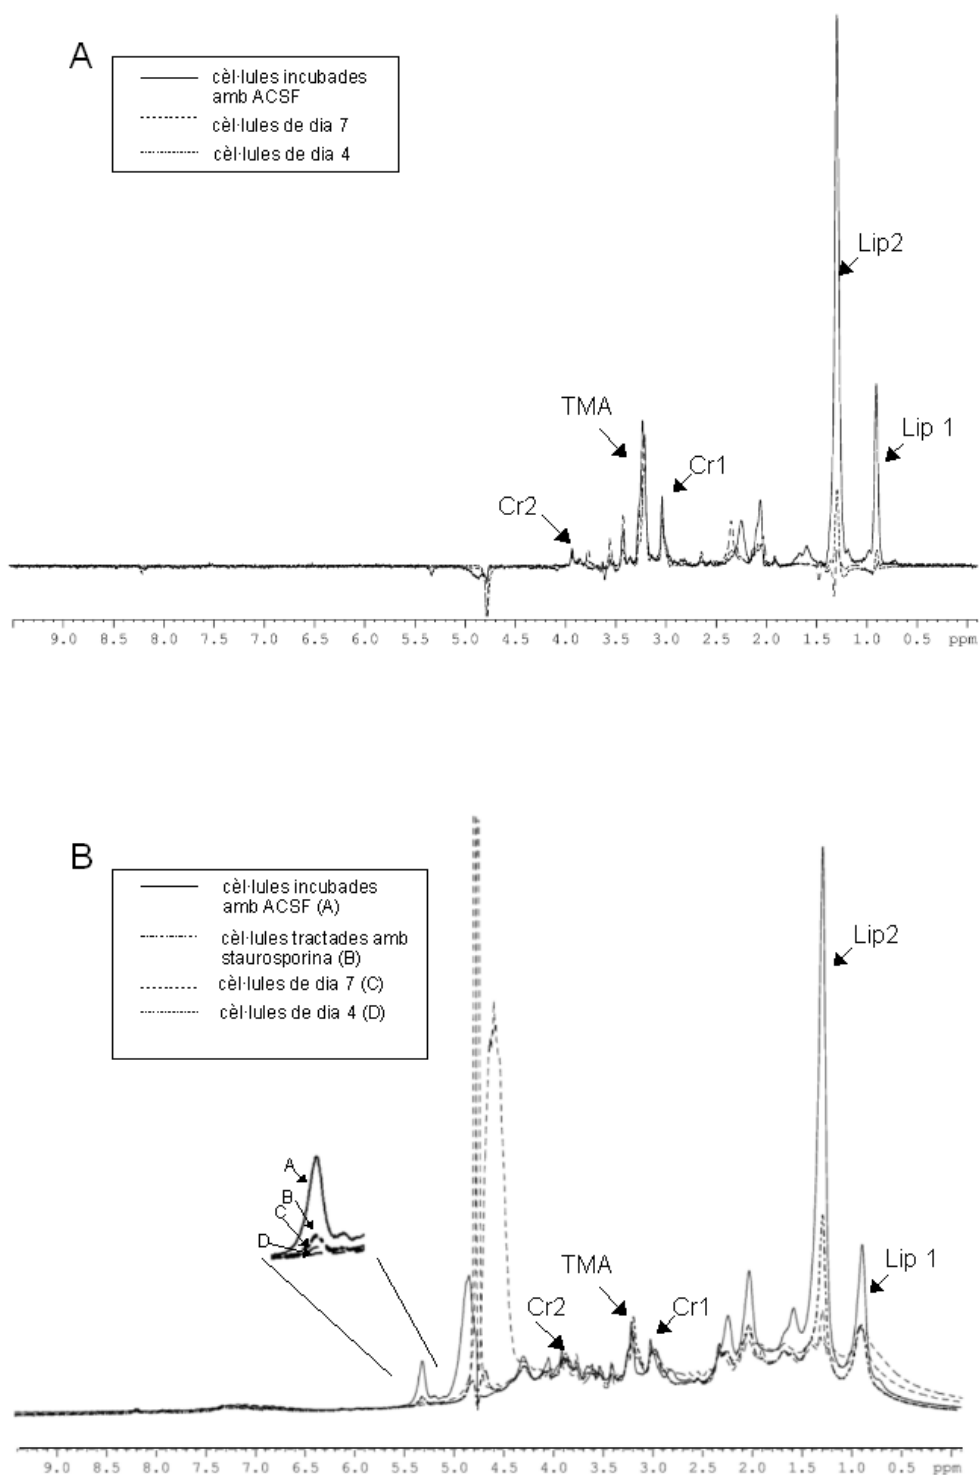 A
cèl·lules incubades
amb ACSF
cèl·lules de dia 7
cèl·lules de dia 4
Lip2
TMA
Lip 1
Cr1
Cr2
9.0 8.5 8.0 7.5 7.0 6.5 6.0 5.5 5.0 4.5 4.0 3.5 3.0 2.5 2.0 1.5 1.0 0.5 ppm
B
cèl·lules incubades
amb ACSF (A)
cèl·lules tractades amb
staurosporina (B)
cèl·lules de dia 7 (C)
cèl·lules de dia 4 (D)
Lip2
A
B
C
D
TMA
Lip 1
Cr2
Cr1
9.0 8.5 8.0 7.5 7.0 6.5 6.0 5.5 5.0 4.5 4.0 3.5 3.0 2.5 2.0 1.5 1.0 0.5 ppm